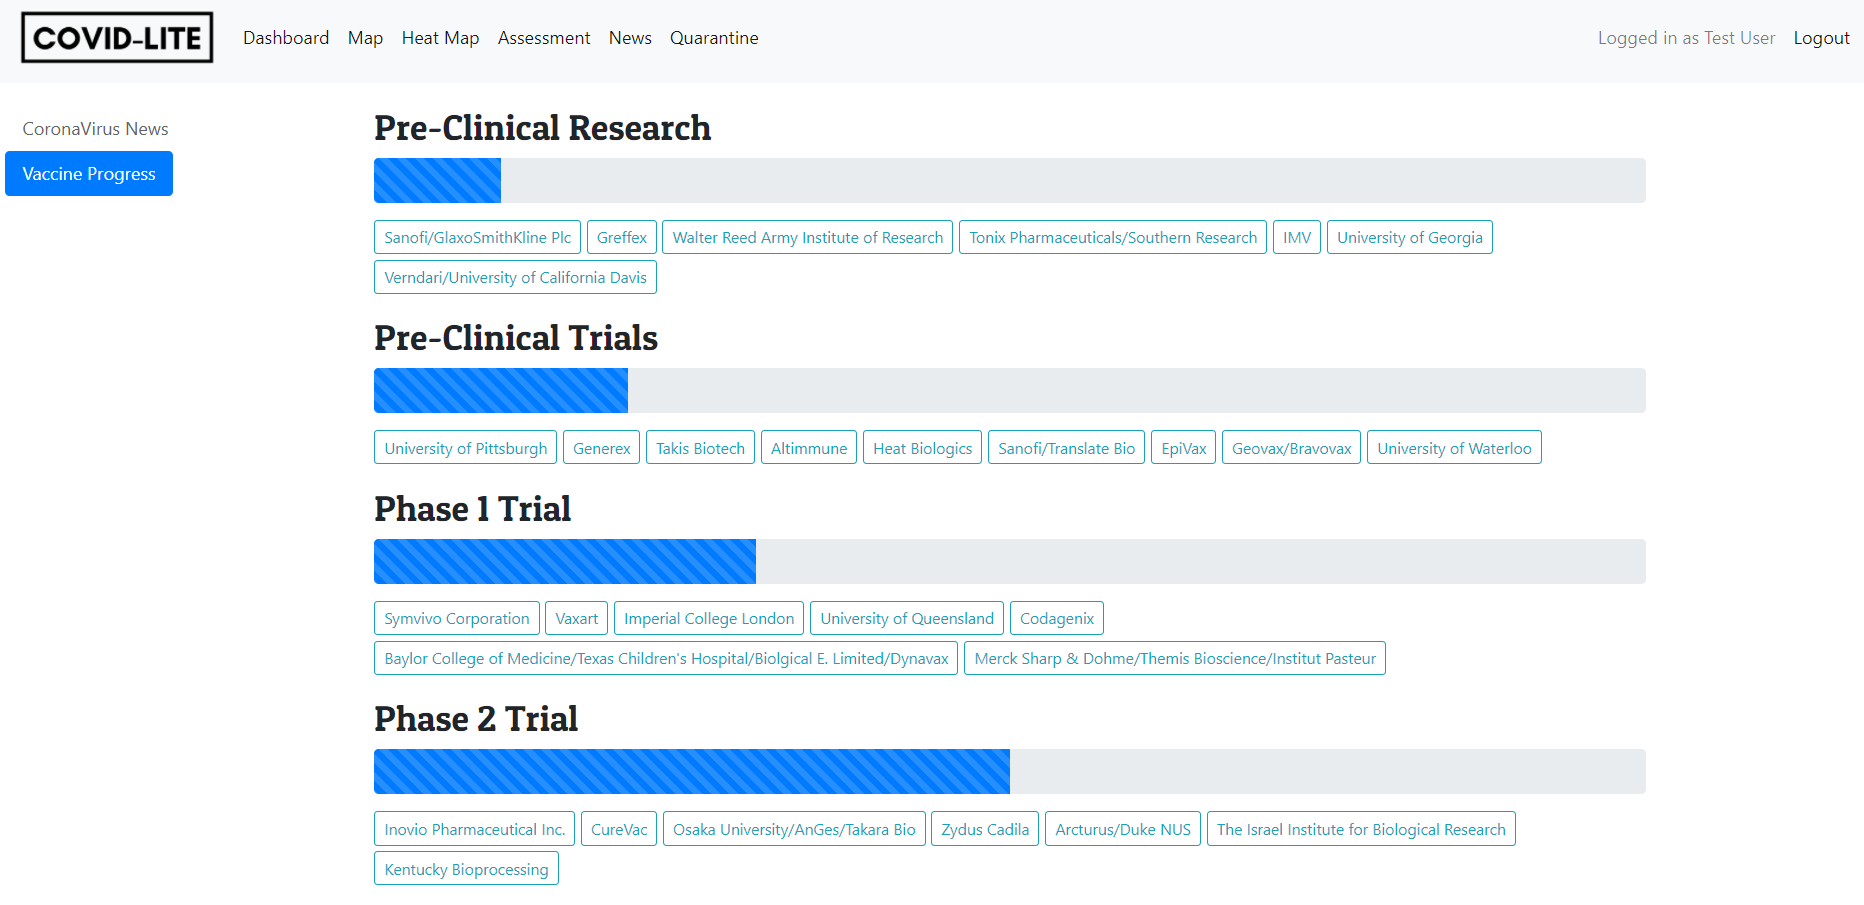 COVID-LITE Dashboard Map Heat Map Assessment News Quarantine Logged in as Test User Logout
CoronaVirus News
Vaccine Progress
Pre-Clinical Research
Sanofi/GlaxoSmithKline Plc Greffex Walter Reed Army Institute of Research Tonix Pharmaceuticals/Southern Research IMV University of Georgia
Verndari/University of California Davis
Pre-Clinical Trials
University of Pittsburgh Generex Takis Biotech Altimmune Heat Biologics Sanofi/Translate Bio EpiVax Geovax/Bravovax University of Waterloo
Phase 1 Trial
Symvivo Corporation Vaxart Imperial College London University of Queensland Codagenix
Baylor College of Medicine/Texas Children's Hospital/Biolgical E. Limited/Dynavax Merck Sharp & Dohme/Themis Bioscience/Institut Pasteur
Phase 2 Trial
Inovio Pharmaceutical Inc. CureVac Osaka University/AnGes/Takara Bio Zydus Cadila Arcturus/Duke NUS The Israel Institute for Biological Research
Kentucky Bioprocessing